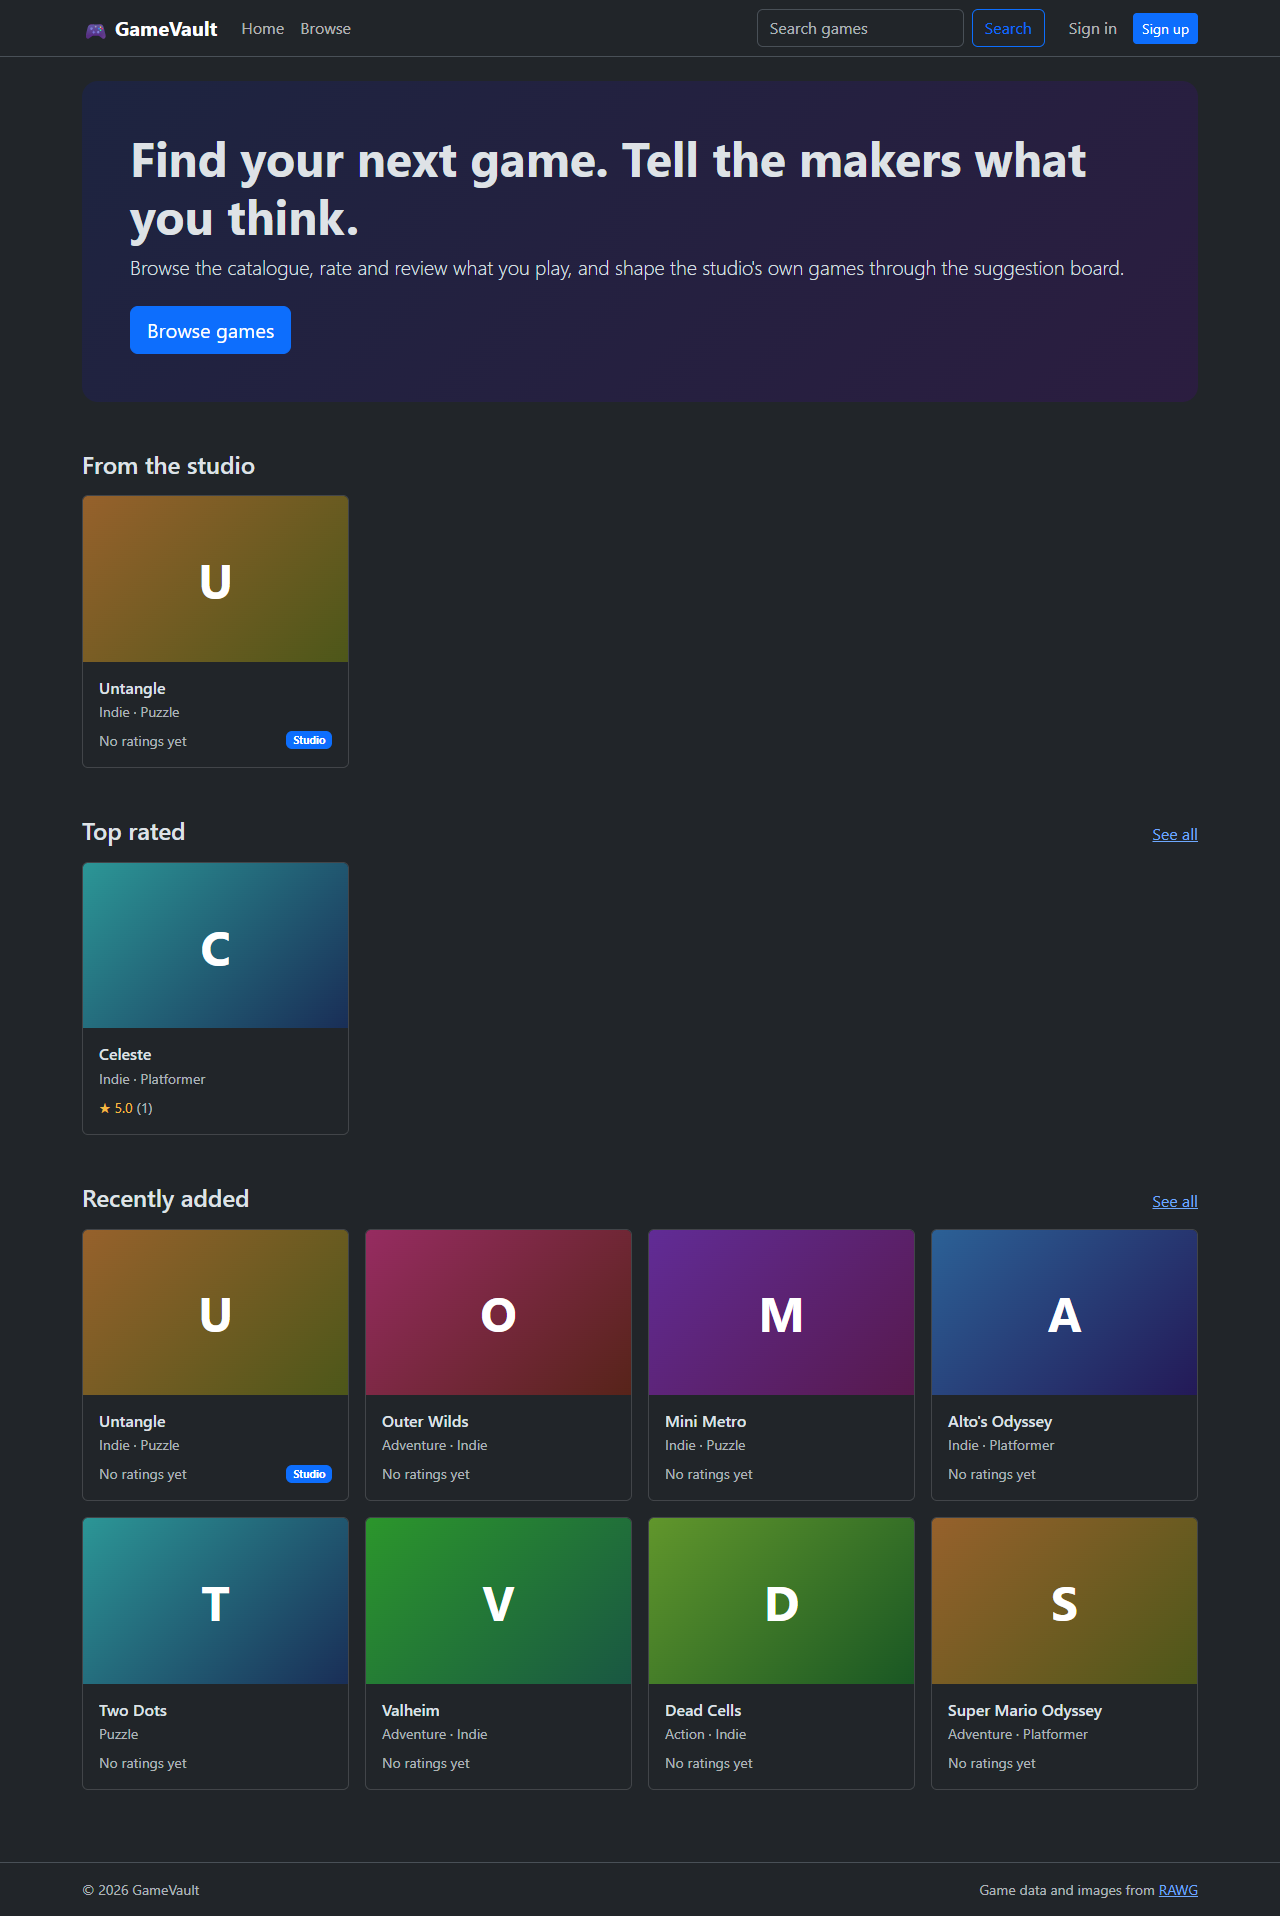 GameVault Home Browse Search games Search Sign in Sign up
Find your next game. Tell the makers what
you think.
Browse the catalogue, rate and review what you play, and shape the studio's own games through the suggestion board.
Browse games
From the studio
U
Untangle
Indie · Puzzle
No ratings yet Studio
Top rated See all
C
Celeste
Indie · Platformer
★ 5.0 (1)
Recently added See all
U O M A
Untangle Outer Wilds Mini Metro Alto's Odyssey
Indie · Puzzle Adventure · Indie Indie · Puzzle Indie · Platformer
No ratings yet Studio No ratings yet No ratings yet No ratings yet
T V D S
Two Dots Valheim Dead Cells Super Mario Odyssey
Puzzle Adventure · Indie Action · Indie Adventure · Platformer
No ratings yet No ratings yet No ratings yet No ratings yet
© 2026 GameVault Game data and images from RAWG